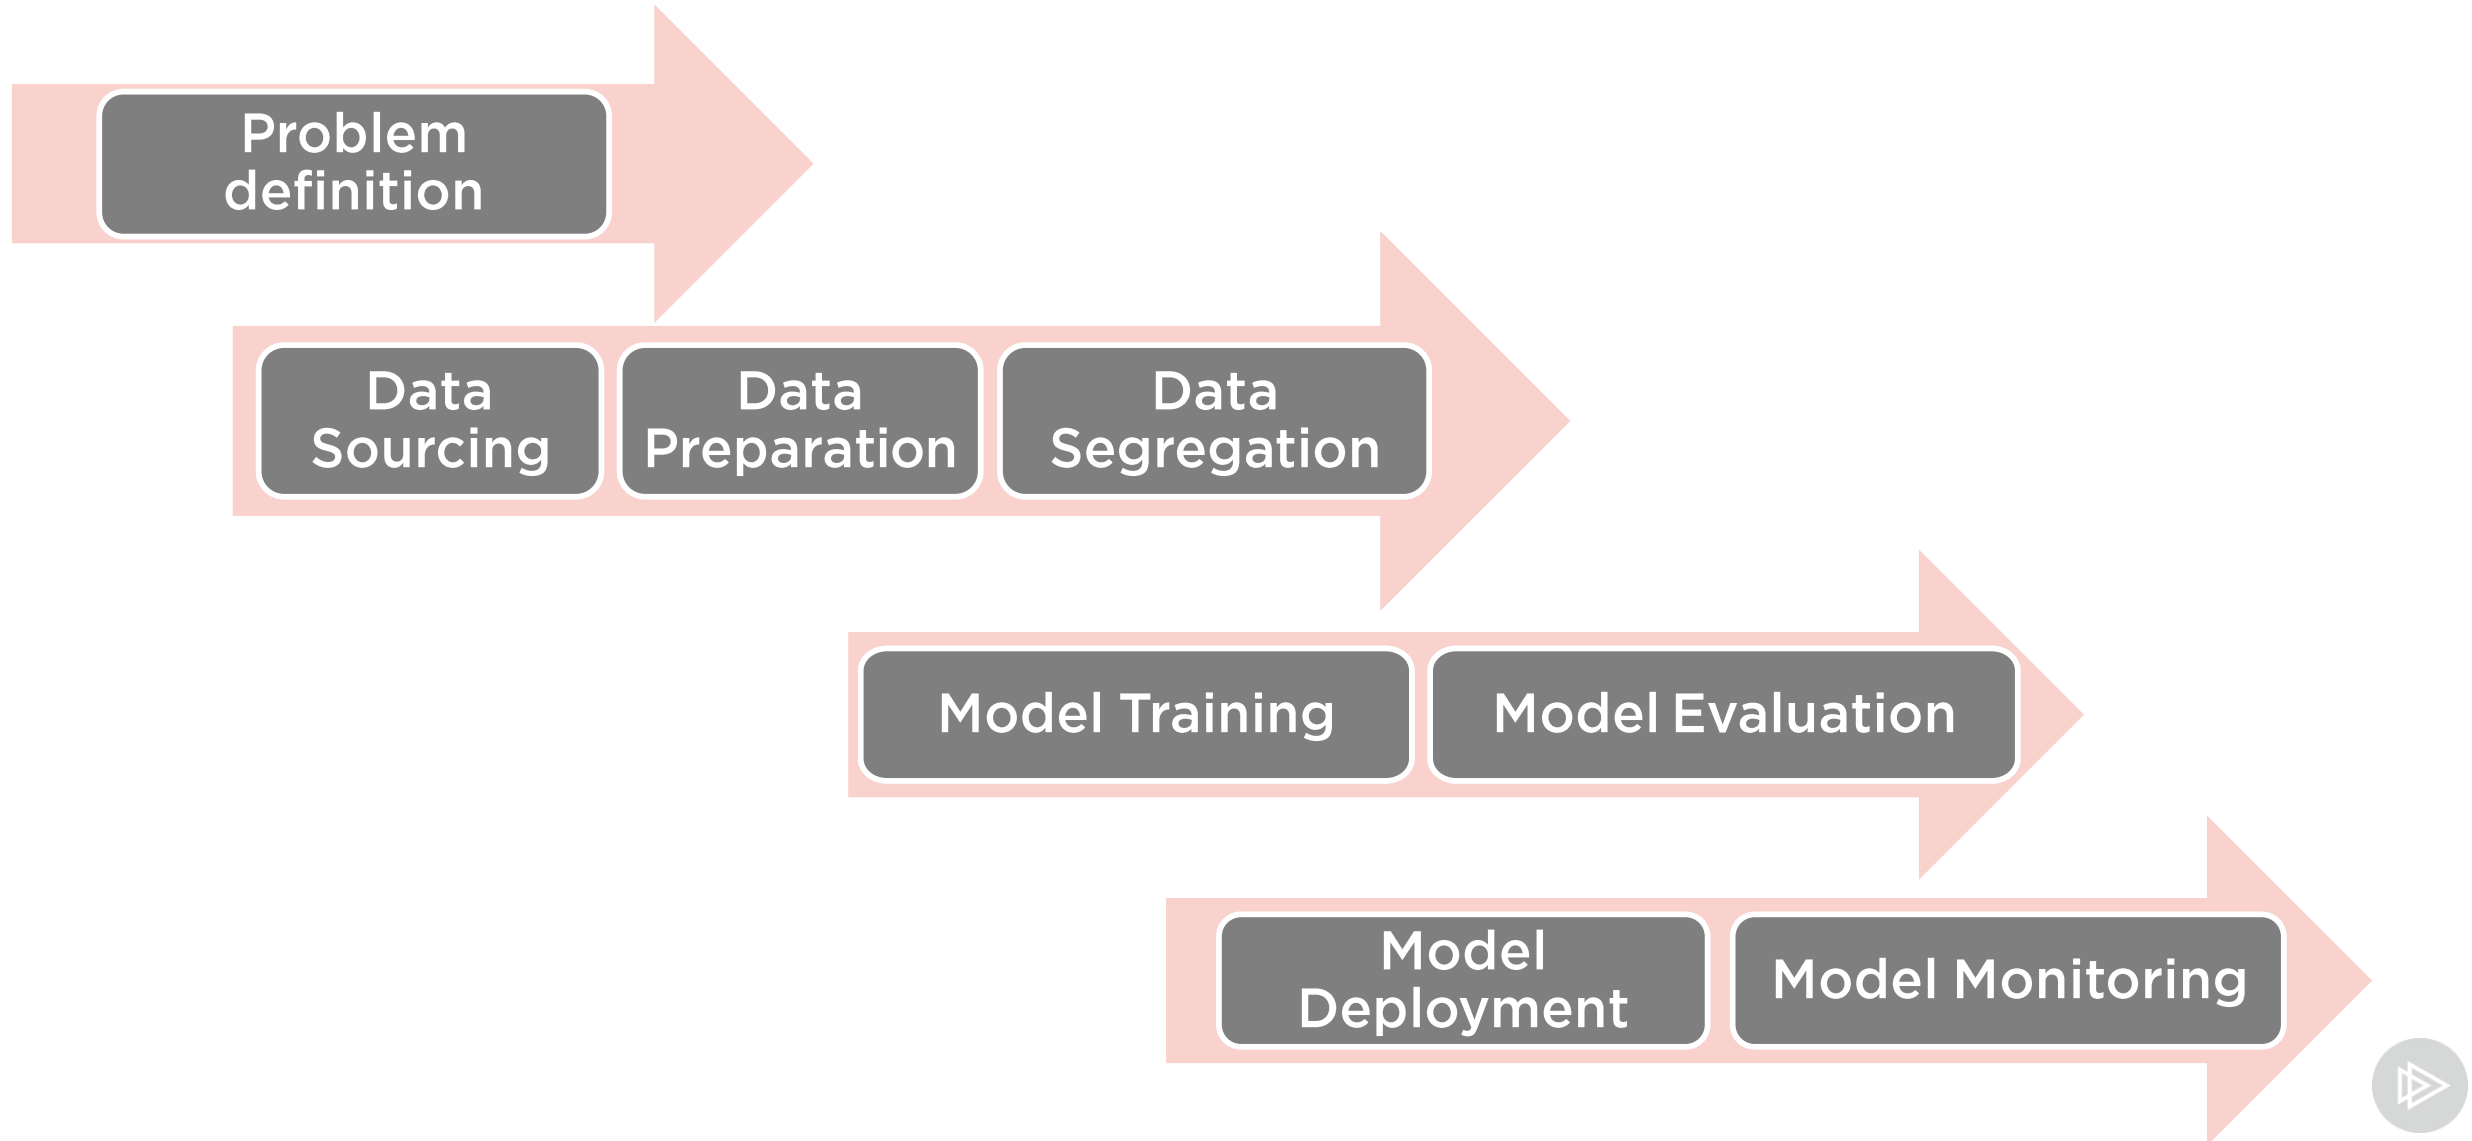 Problem
definition
Data
Sourcing
Data
Preparation
Data
Segregation
Model Training
Model Evaluation
Model
Deployment
Model Monitoring